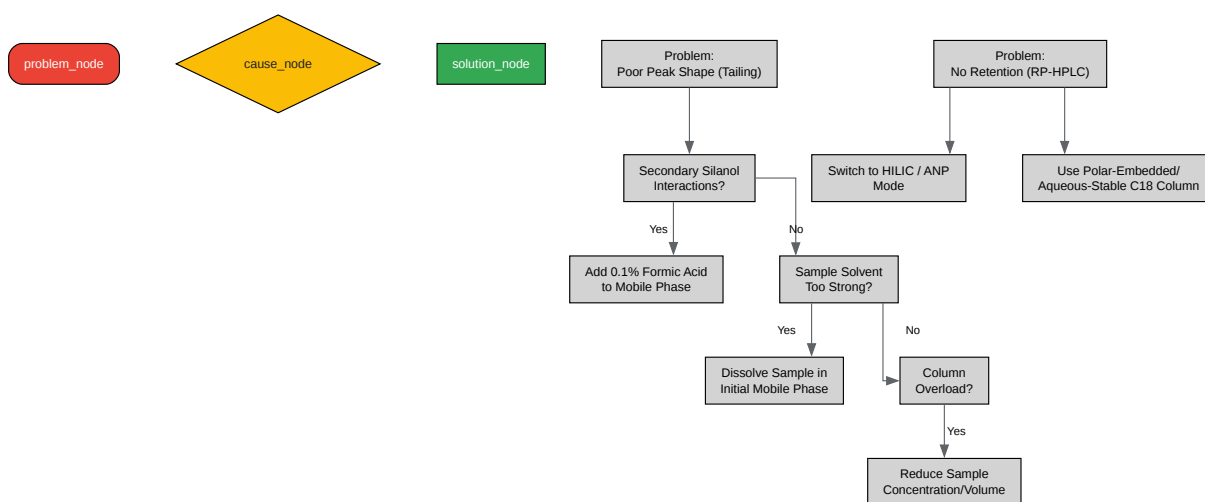 problem_node
cause_node
solution_node
Problem:
Poor Peak Shape (Tailing)
Problem:
No Retention (RP-HPLC)
Secondary Silanol
Interactions?
Switch to HILIC / ANP
Mode
Use Polar-Embedded/
Aqueous-Stable C18 Column
Yes
No
Add 0.1% Formic Acid
to Mobile Phase
Sample Solvent
Too Strong?
Yes
No
Dissolve Sample in
Initial Mobile Phase
Column
Overload?
Yes
Reduce Sample
Concentration/Volume